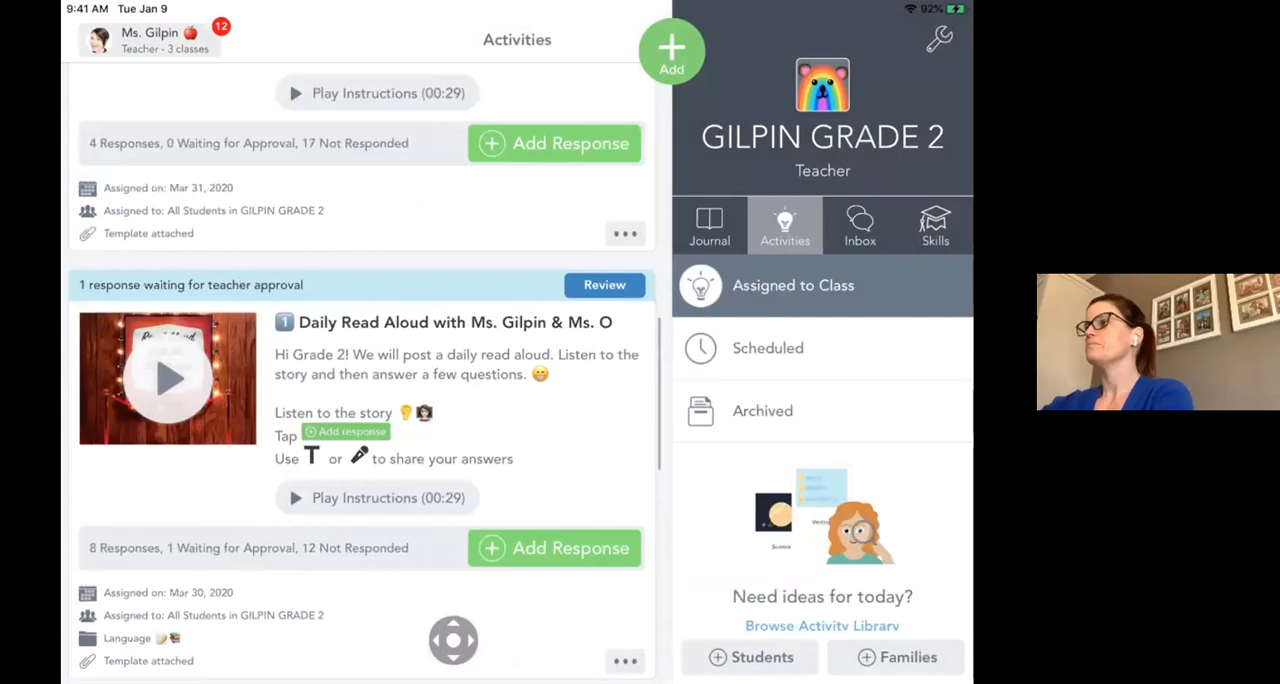 9:41 AM Tue Jan 9
92%
Ms. Gilpin 🍎
Teacher - 3 classes
12
Activities
Add
Play Instructions (00:29)
4 Responses, 0 Waiting for Approval, 17 Not Responded
Add Response
Assigned on: Mar 31, 2020
Assigned to: All Students in GILPIN GRADE 2
Template attached
1 response waiting for teacher approval
Review
1️⃣ Daily Read Aloud with Ms. Gilpin & Ms. O
Hi Grade 2! We will post a daily read aloud. Listen to the
story and then answer a few questions. 😁
Listen to the story 👂
Tap Add response
Use T or 🎤 to share your answers
Play Instructions (00:29)
8 Responses, 1 Waiting for Approval, 12 Not Responded
Add Response
Assigned on: Mar 30, 2020
Assigned to: All Students in GILPIN GRADE 2
Language 📝📚
Template attached
GILPIN GRADE 2
Teacher
Journal
Activities
Inbox
Skills
Assigned to Class
Scheduled
Archived
Science
Need ideas for today?
Browse Activity Library
Students
Families